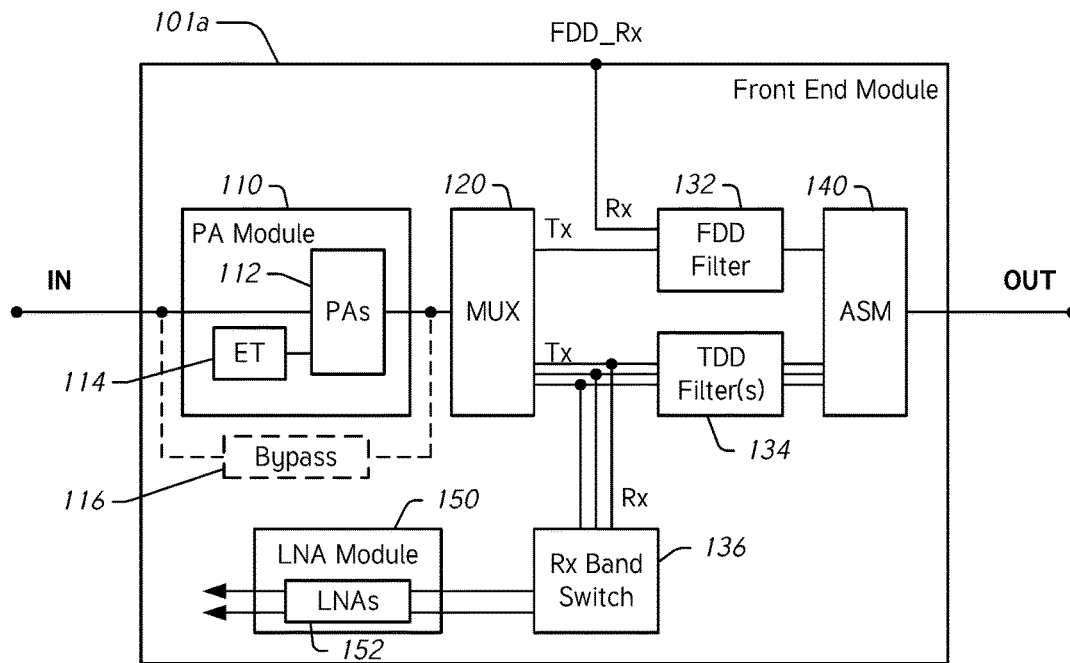 101a
FDD_Rx
Front End Module
110
120
132
140
PA Module
Rx
Tx
FDD
Filter
IN
112
PAs
MUX
ASM
OUT
ET
114
Tx
TDD
Filter(s)
134
Bypass
116
Rx
150
LNA Module
136
Rx Band
Switch
LNAs
152